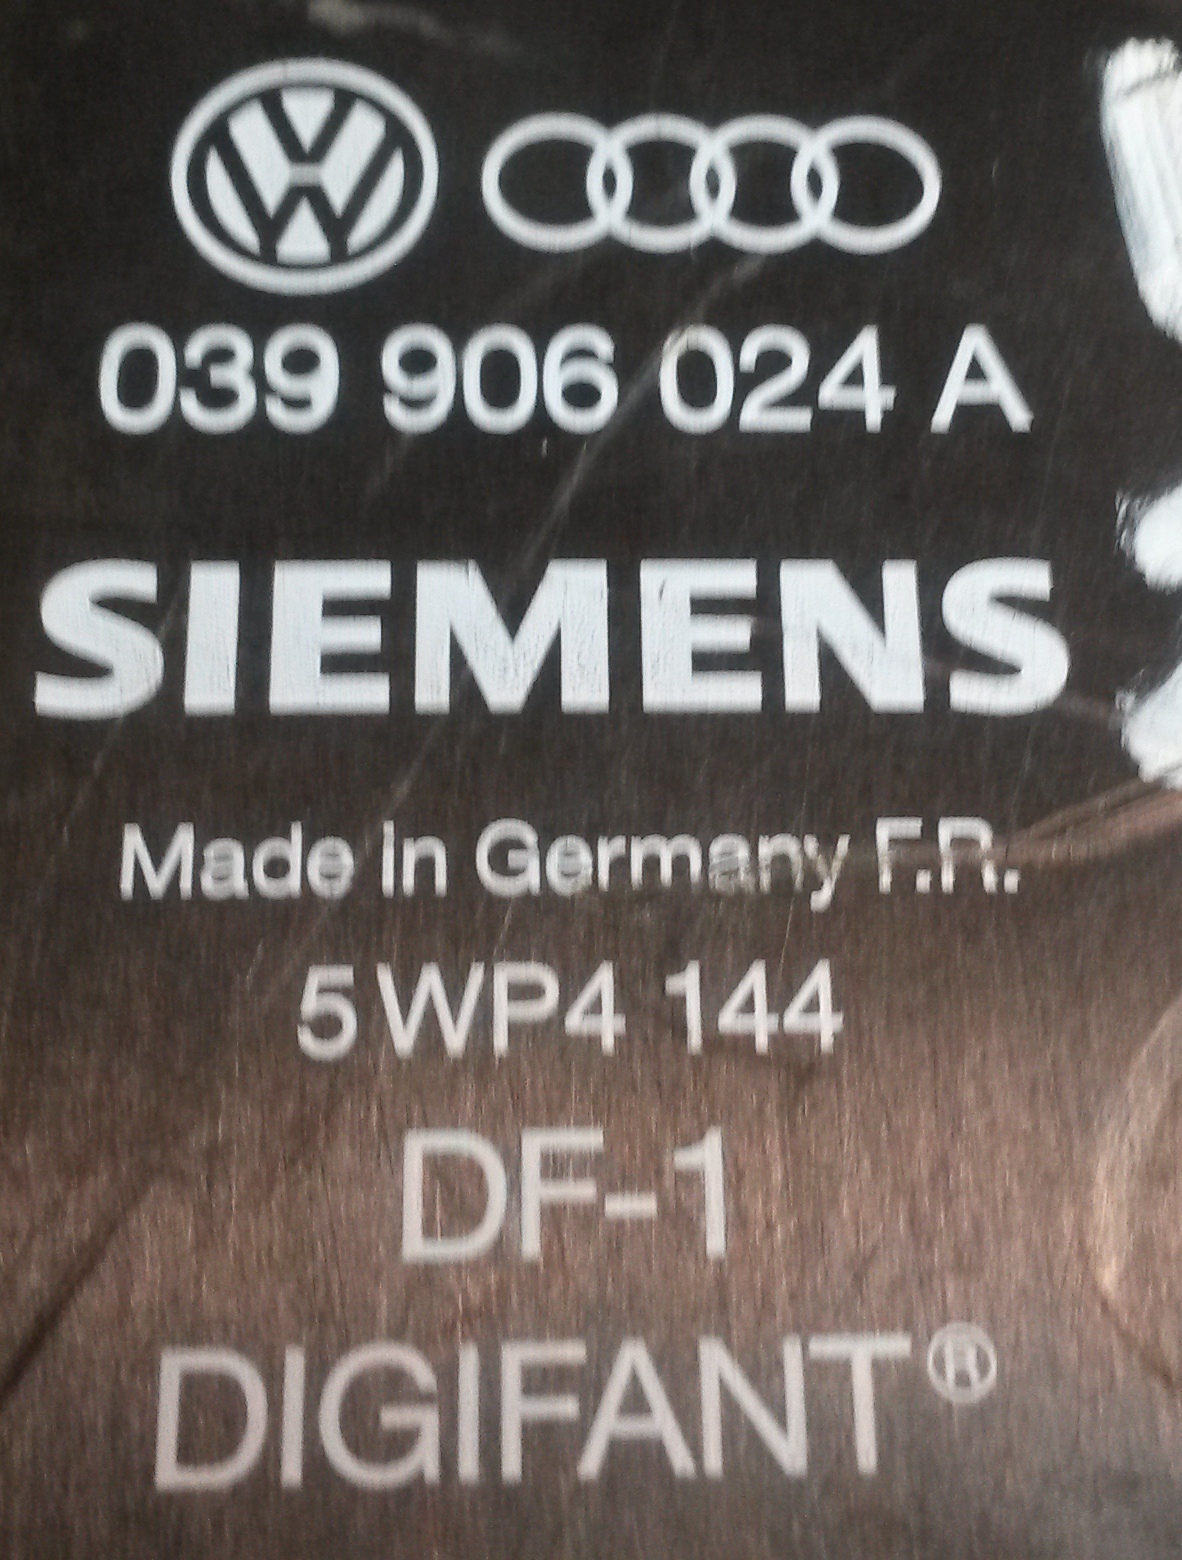 039 906 024 A
SIEMENS
Made in Germany F.R.
5WP4 144
DF-1
DIGIFANT®